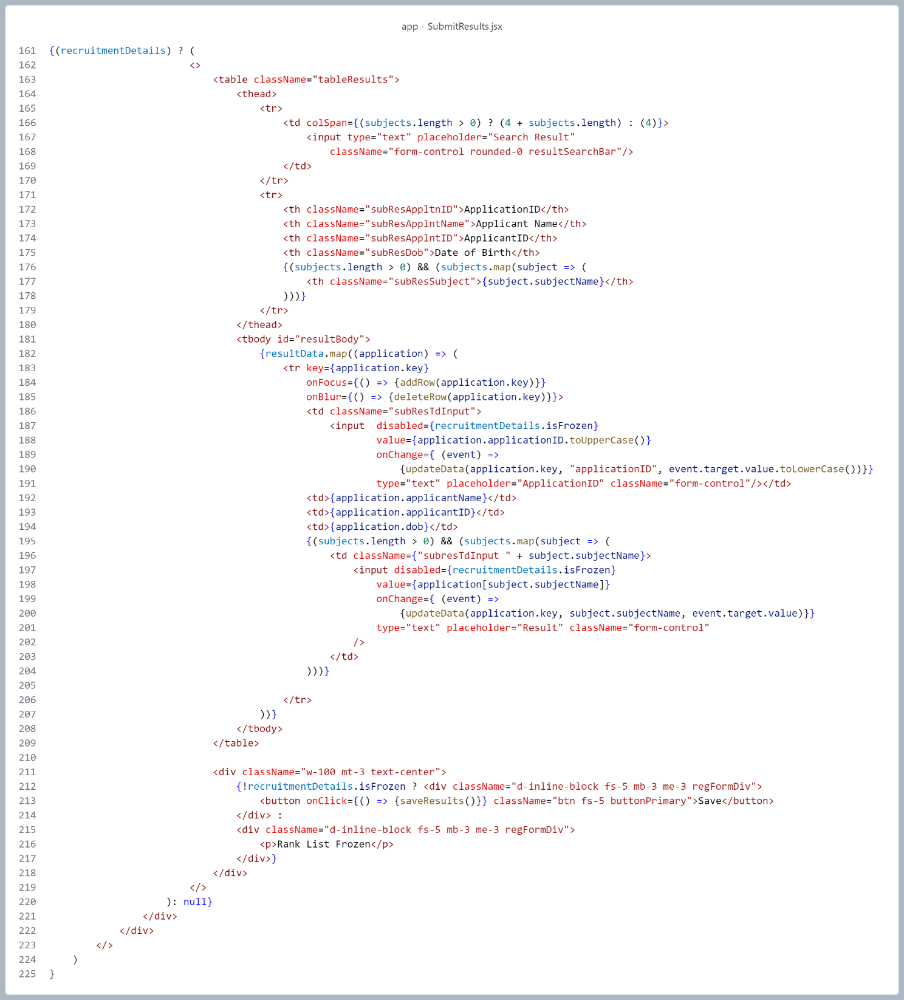 app - SubmitResults.jsx
161 {(recruitmentDetails) ? (
162 <>
163 <table className="tableResults">
164 <thead>
165 <tr>
166 <td colSpan={(subjects.length > 0) ? (4 + subjects.length) : (4)}>
167 <input type="text" placeholder="Search Result"
168 className="form-control rounded-0 resultSearchBar"/>
169 </td>
170 </tr>
171 <tr>
172 <th className="subResAppltnID">ApplicationID</th>
173 <th className="subResApplntName">Applicant Name</th>
174 <th className="subResApplntID">ApplicantID</th>
175 <th className="subResDob">Date of Birth</th>
176 {(subjects.length > 0) && (subjects.map(subject => (
177 <th className="subResSubject">{subject.subjectName}</th>
178 )))}
179 </tr>
180 </thead>
181 <tbody id="resultBody">
182 {resultData.map((application) => (
183 <tr key={application.key}
184 onFocus={() => {addRow(application.key)}}
185 onBlur={() => {deleteRow(application.key)}}>
186 <td className="subResTdInput">
187 <input  disabled={recruitmentDetails.isFrozen}
188 value={application.applicationID.toUpperCase()}
189 onChange={ (event) =>
190 {updateData(application.key, "applicationID", event.target.value.toLowerCase())}}
191 type="text" placeholder="ApplicationID" className="form-control"/></td>
192 <td>{application.applicantName}</td>
193 <td>{application.applicantID}</td>
194 <td>{application.dob}</td>
195 {(subjects.length > 0) && (subjects.map(subject => (
196 <td className={"subresTdInput " + subject.subjectName}>
197 <input disabled={recruitmentDetails.isFrozen}
198 value={application[subject.subjectName]}
199 onChange={ (event) =>
200 {updateData(application.key, subject.subjectName, event.target.value)}}
201 type="text" placeholder="Result" className="form-control"
202 />
203 </td>
204 )))}
205
206 </tr>
207 ))}
208 </tbody>
209 </table>
210
211 <div className="w-100 mt-3 text-center">
212 {!recruitmentDetails.isFrozen ? <div className="d-inline-block fs-5 mb-3 me-3 regFormDiv">
213 <button onClick={() => {saveResults()}} className="btn fs-5 buttonPrimary">Save</button>
214 </div> :
215 <div className="d-inline-block fs-5 mb-3 me-3 regFormDiv">
216 <p>Rank List Frozen</p>
217 </div>}
218 </div>
219 </>
220 ): null}
221 </div>
222 </div>
223 </>
224 )
225 }